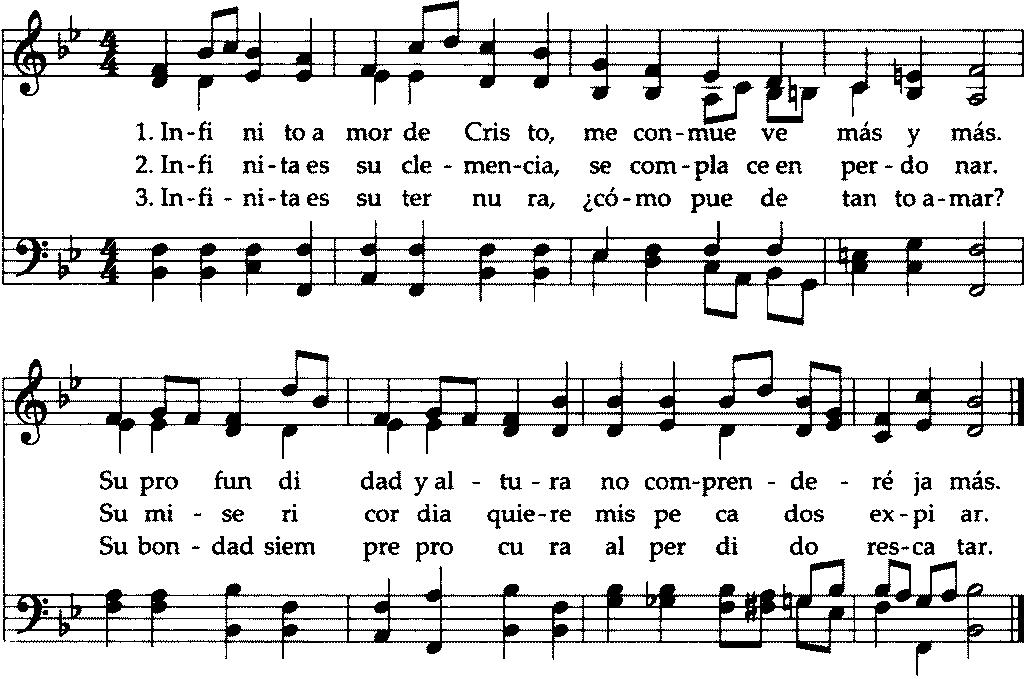 4 4
1. In-fi ni to a mor de Cris to, me con-mue ve más y más.
2. In-fi ni-ta es su cle - men-cia, se com-pla ce en per - do nar.
3. In-fi - ni-ta es su ter nu ra, ¿có-mo pue de tan to a-mar?
4 4
Su pro fun di dad y al - tu - ra no com-pren - de - ré ja más.
Su mi - se ri cor dia quie-re mis pe ca dos ex-pi ar.
Su bon - dad siem pre pro cu ra al per di do res-ca tar.